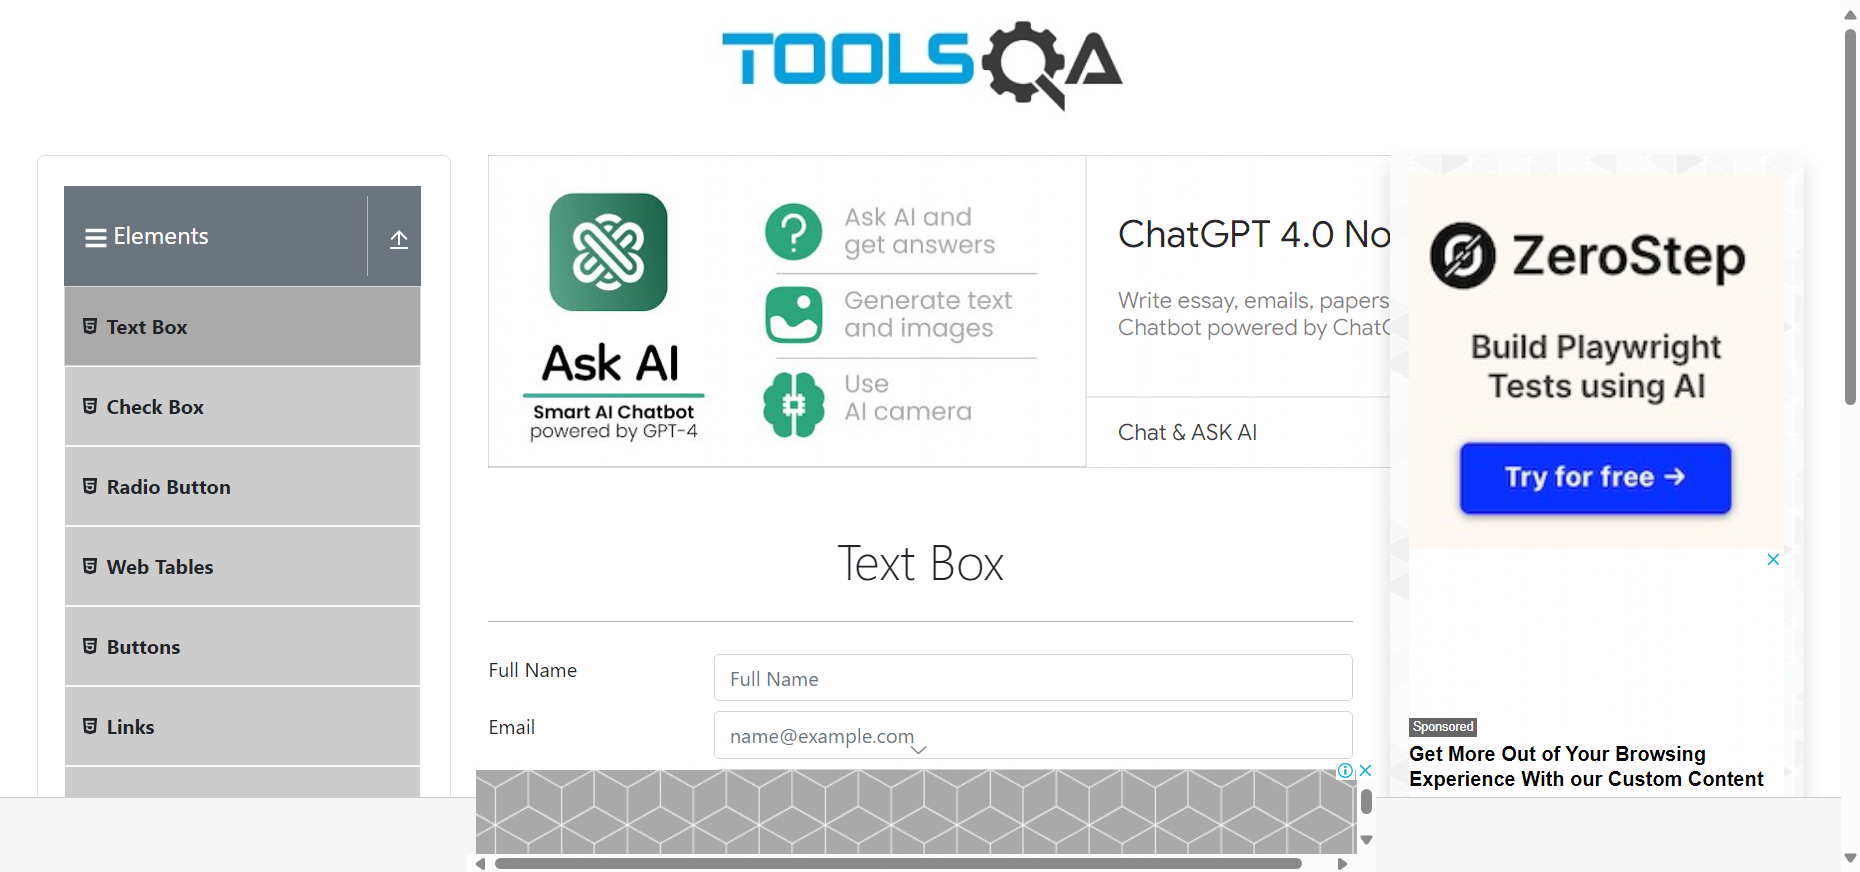 TOOLSQA
Elements
Text Box
Check Box
Radio Button
Web Tables
Buttons
Links
Ask AI
Smart AI Chatbot
powered by GPT-4
Ask AI and
get answers
Generate text
and images
Use
AI camera
ChatGPT 4.0 No
Write essay, emails, papers
Chatbot powered by Chat
Chat & ASK AI
Text Box
Full Name
Full Name
Email
name@example.com
ZeroStep
Build Playwright
Tests using AI
Try for free →
Sponsored
Get More Out of Your Browsing
Experience With our Custom Content